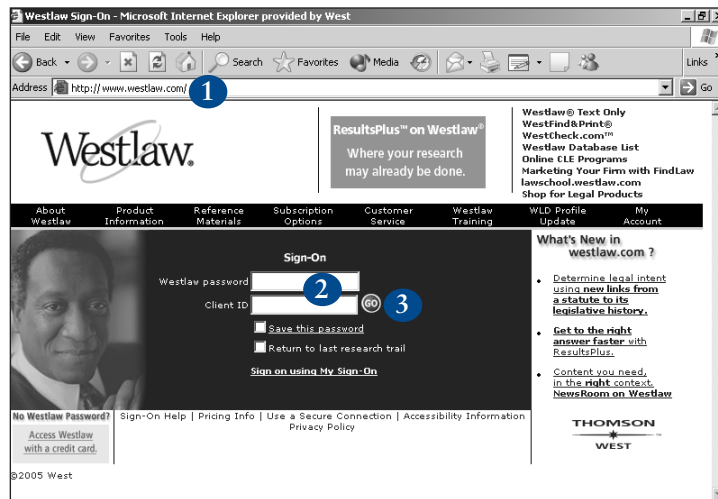 Westlaw Sign-On - Microsoft Internet Explorer provided by West
File Edit View Favorites Tools Help
Back Search Favorites Media Links
Address http://www.westlaw.com/ Go
1
Westlaw.
ResultsPlus™ on Westlaw®
Where your research
may already be done.
Westlaw® Text Only
WestFind&Print®
WestCheck.com™
Westlaw Database List
Online CLE Programs
Marketing Your Firm with FindLaw
lawschool.westlaw.com
Shop for Legal Products
About Westlaw
Product Information
Reference Materials
Subscription Options
Customer Service
Westlaw Training
WLD Profile Update
My Account
Sign-On
Westlaw password
Client ID
2
GO
3
Save this password
Return to last research trail
Sign on using My Sign-On
What's New in
westlaw.com ?
• Determine legal intent
using new links from
a statute to its
legislative history.
• Get to the right
answer faster with
ResultsPlus.
• Content you need,
in the right context.
NewsRoom on Westlaw
No Westlaw Password?
Access Westlaw
with a credit card.
Sign-On Help | Pricing Info | Use a Secure Connection | Accessibility Information
Privacy Policy
THOMSON
WEST
©2005 West